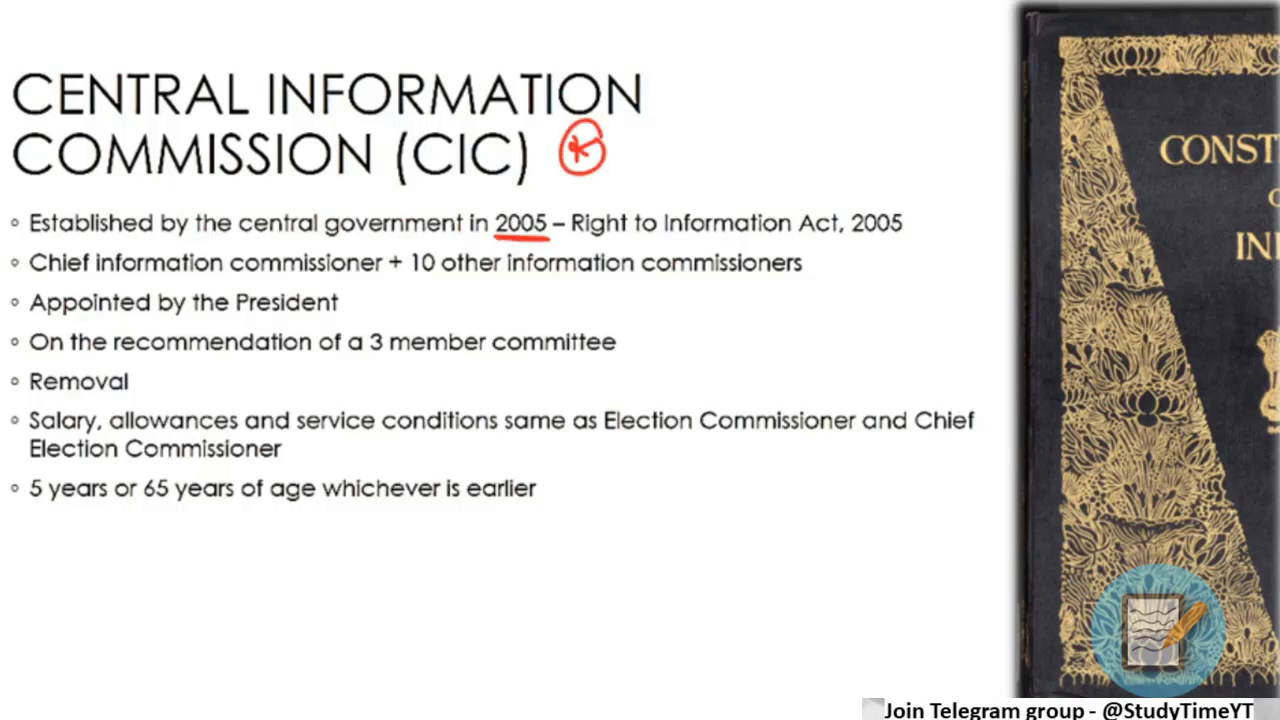 CENTRAL INFORMATION
COMMISSION (CIC)
◦ Established by the central government in 2005 – Right to Information Act, 2005
◦ Chief information commissioner + 10 other information commissioners
◦ Appointed by the President
◦ On the recommendation of a 3 member committee
◦ Removal
◦ Salary, allowances and service conditions same as Election Commissioner and Chief
Election Commissioner
◦ 5 years or 65 years of age whichever is earlier
CONST
IN
Join Telegram group - @StudyTimeYT